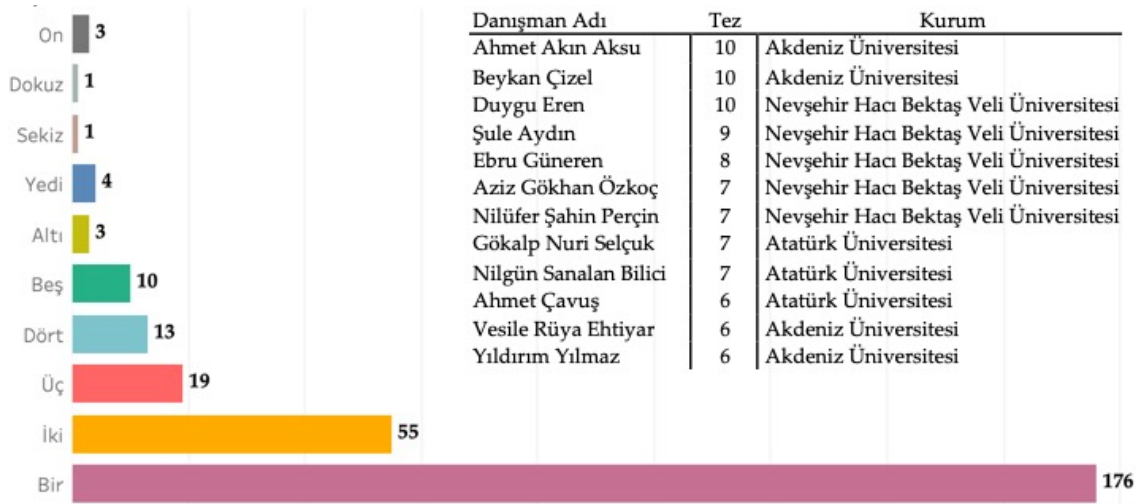 On 3
Dokuz 1
Sekiz 1
Yedi 4
Altı 3
Beş 10
Dört 13
Üç 19
İki 55
Bir 176
Danışman Adı Tez Kurum
Ahmet Akın Aksu 10 Akdeniz Üniversitesi
Beykan Çizel 10 Akdeniz Üniversitesi
Duygu Eren 10 Nevşehir Hacı Bektaş Veli Üniversitesi
Şule Aydın 9 Nevşehir Hacı Bektaş Veli Üniversitesi
Ebru Güneren 8 Nevşehir Hacı Bektaş Veli Üniversitesi
Aziz Gökhan Özkoç 7 Nevşehir Hacı Bektaş Veli Üniversitesi
Nilüfer Şahin Perçin 7 Nevşehir Hacı Bektaş Veli Üniversitesi
Gökalp Nuri Selçuk 7 Atatürk Üniversitesi
Nilgün Sanalan Bilici 7 Atatürk Üniversitesi
Ahmet Çavuş 6 Atatürk Üniversitesi
Vesile Rüya Ehtiyar 6 Akdeniz Üniversitesi
Yıldırım Yılmaz 6 Akdeniz Üniversitesi